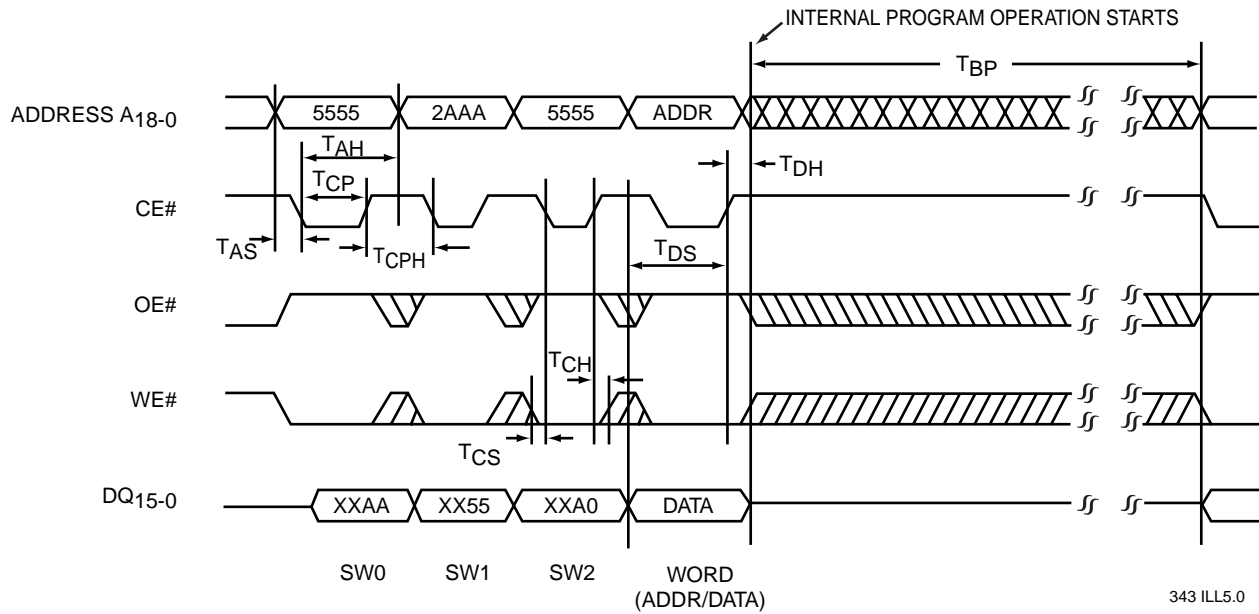 INTERNAL PROGRAM OPERATION STARTS
TBP
ADDRESS A18-0
5555 2AAA 5555 ADDR
TAH
TDH
TCP
CE#
TAS
TCPH
TDS
OE#
TCH
WE#
TCS
DQ15-0
XXAA XX55 XXA0 DATA
SW0 SW1 SW2 WORD
(ADDR/DATA)
343 ILL5.0